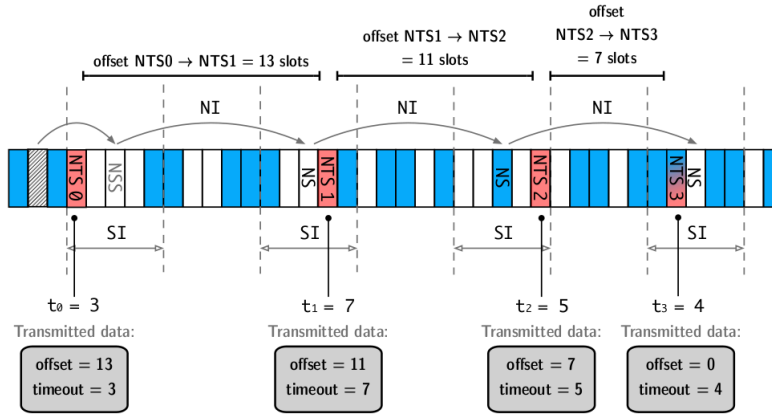 offset NTS0 → NTS1 = 13 slots
offset NTS1 → NTS2
= 11 slots
offset
NTS2 → NTS3
= 7 slots
NI
NI
NI
NTS 0
NSS
NS
NTS 1
NS
NTS 2
NTS 3
NS
SI
SI
SI
SI
t₀ = 3
t₁ = 7
t₂ = 5
t₃ = 4
Transmitted data:
Transmitted data:
Transmitted data:
Transmitted data:
offset = 13
timeout = 3
offset = 11
timeout = 7
offset = 7
timeout = 5
offset = 0
timeout = 4